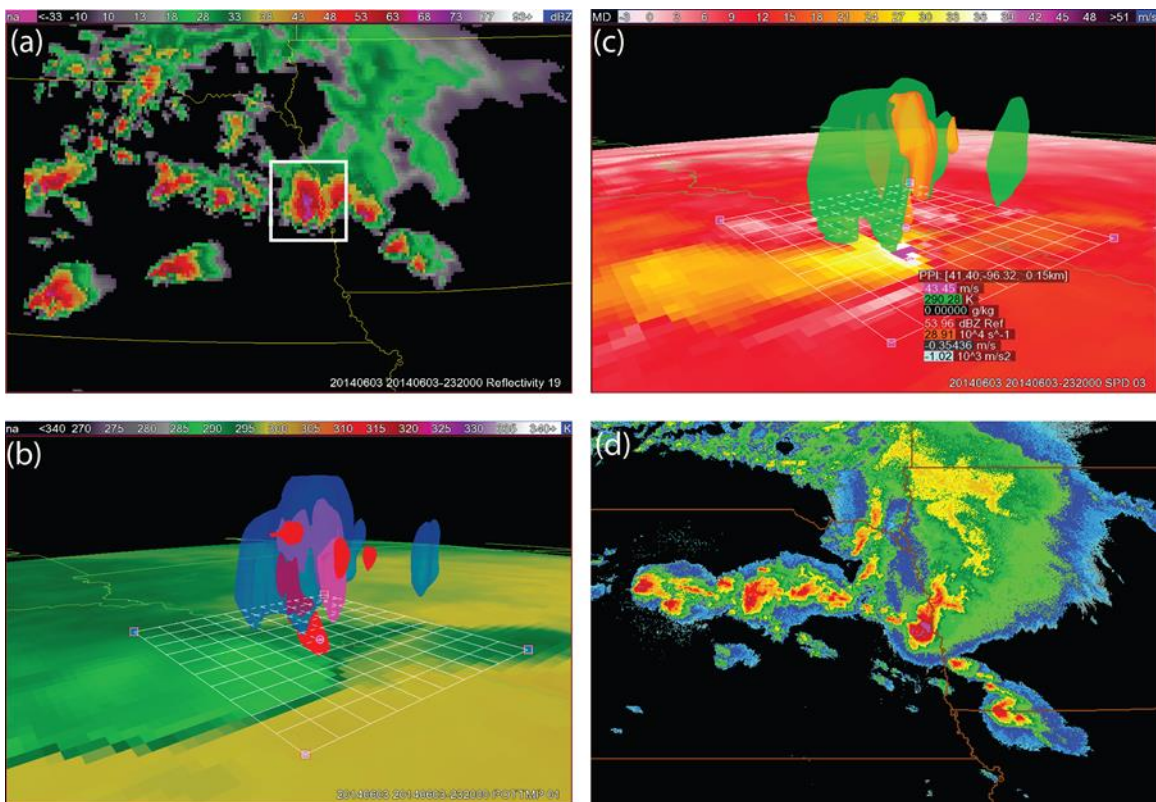 na <-33 -10 10 13 18 23 28 33 38 43 48 53 58 63 68 73 77 93+ dBZ
(a)
20140603 20140603-232000 Reflectivity 19
MD -3 0 3 6 9 12 15 18 21 24 27 30 33 36 39 42 45 48 >51 m/s
(c)
PPI: [41.40,-96.32, 0.15km]
43.45 m/s
290.28 K
0.00000 g/kg
53.96 dBZ Ref
28.91 10^4 s^-1
-0.35436 m/s
-1.02 10^3 m2
20140603 20140603-232000 SPD 03
na <340 270 275 280 285 290 295 300 305 310 315 320 325 330 335 340+ K
(b)
20140603 20140603-232000 POTTMP 01
(d)